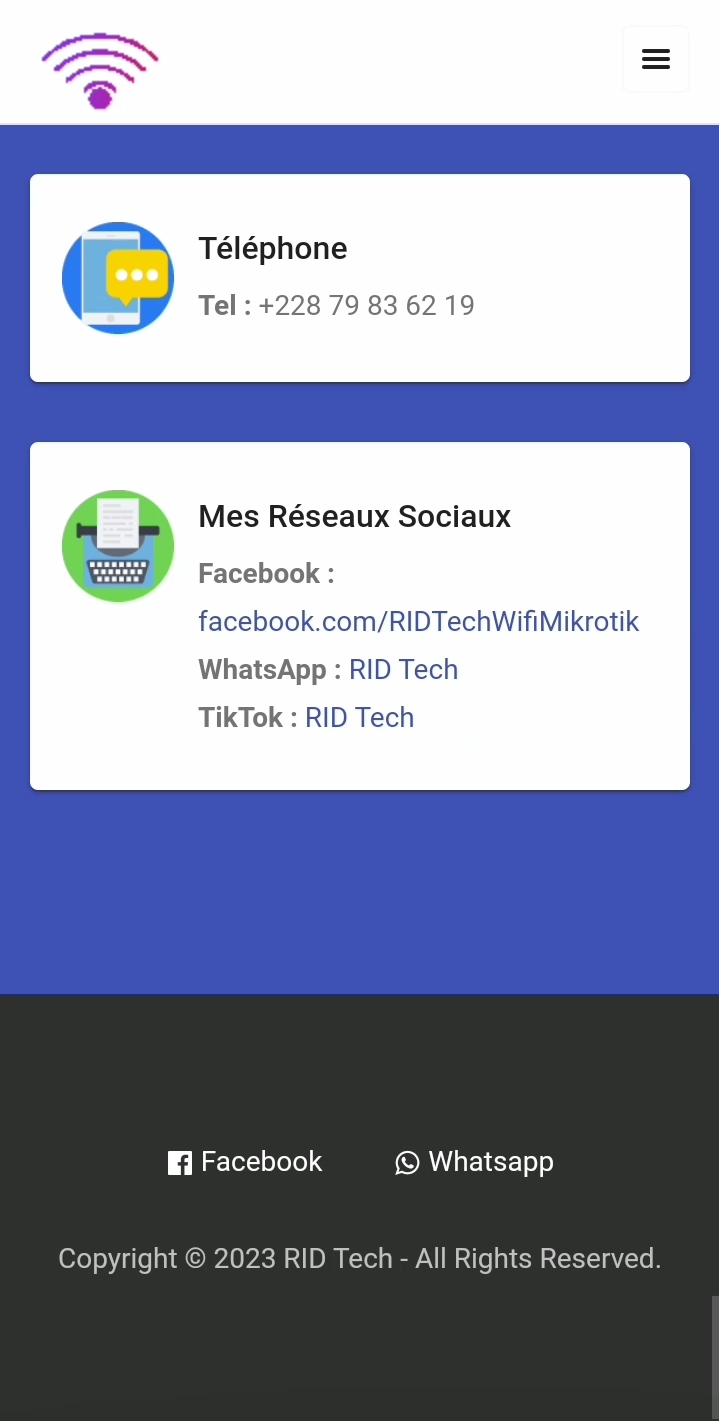 Téléphone
Tel : +228 79 83 62 19
Mes Réseaux Sociaux
Facebook :
facebook.com/RIDTechWifiMikrotik
WhatsApp : RID Tech
TikTok : RID Tech
Facebook
Whatsapp
Copyright © 2023 RID Tech - All Rights Reserved.